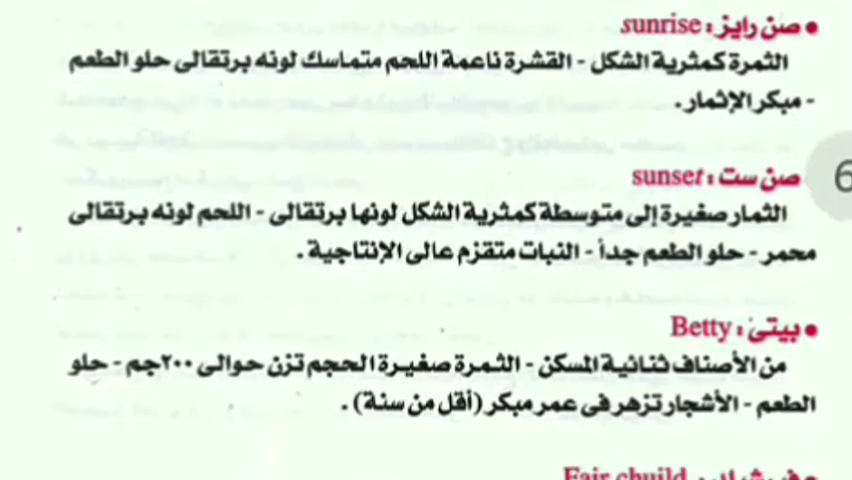 • صن رايز : sunrise
الثمرة كمثرية الشكل - القشرة ناعمة اللحم متماسك لونه برتقالى حلو الطعم
- مبكر الإثمار .
صن ست : sunset
الثمار صغيرة إلى متوسطة كمثرية الشكل لونها برتقالى - اللحم لونه برتقالى
محمر - حلو الطعم جداً - النبات متقزم عالى الإنتاجية .
• بيتى : Betty
من الأصناف ثنائية المسكن - الثمرة صغيرة الحجم تزن حوالى ٢٠٠جم - حلو
الطعم - الأشجار تزهر فى عمر مبكر (أقل من سنة) .
Fair chuild
6